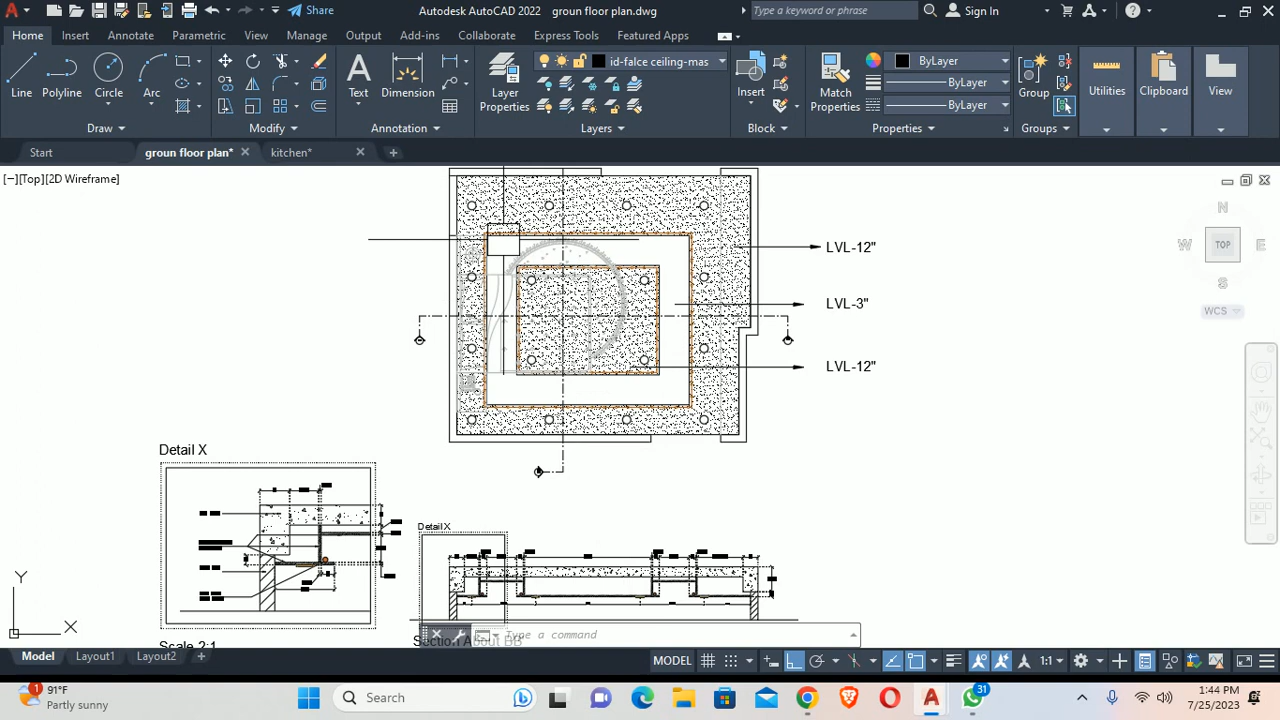 Share
Autodesk AutoCAD 2022 groun floor plan.dwg
Type a keyword or phrase
Sign In
Home Insert Annotate Parametric View Manage Output Add-ins Collaborate Express Tools Featured Apps
Line Polyline Circle Arc
Draw
Modify
Text Dimension
Annotation
Layer Properties
id-falce ceiling-mas
Layers
Insert
Block
Match Properties
ByLayer
ByLayer
ByLayer
Properties
Group
Groups
Utilities
Clipboard
View
Start groun floor plan* kitchen*
[−][Top][2D Wireframe]
N
W TOP E
S
WCS
LVL-12"
LVL-3"
LVL-12"
Detail X
Detail X
Y
X
Scale 2:1
Section About BB
Type a command
Model Layout1 Layout2
MODEL
1:1
1
91°F
Partly sunny
Search
31
1:44 PM
7/25/2023